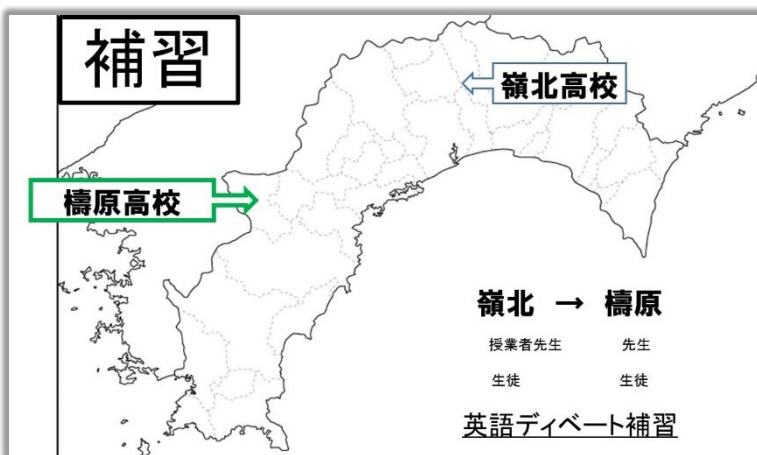 補習
嶺北高校
檮原高校
嶺北 → 檮原
授業者先生 先生
生徒 生徒
英語ディベート補習